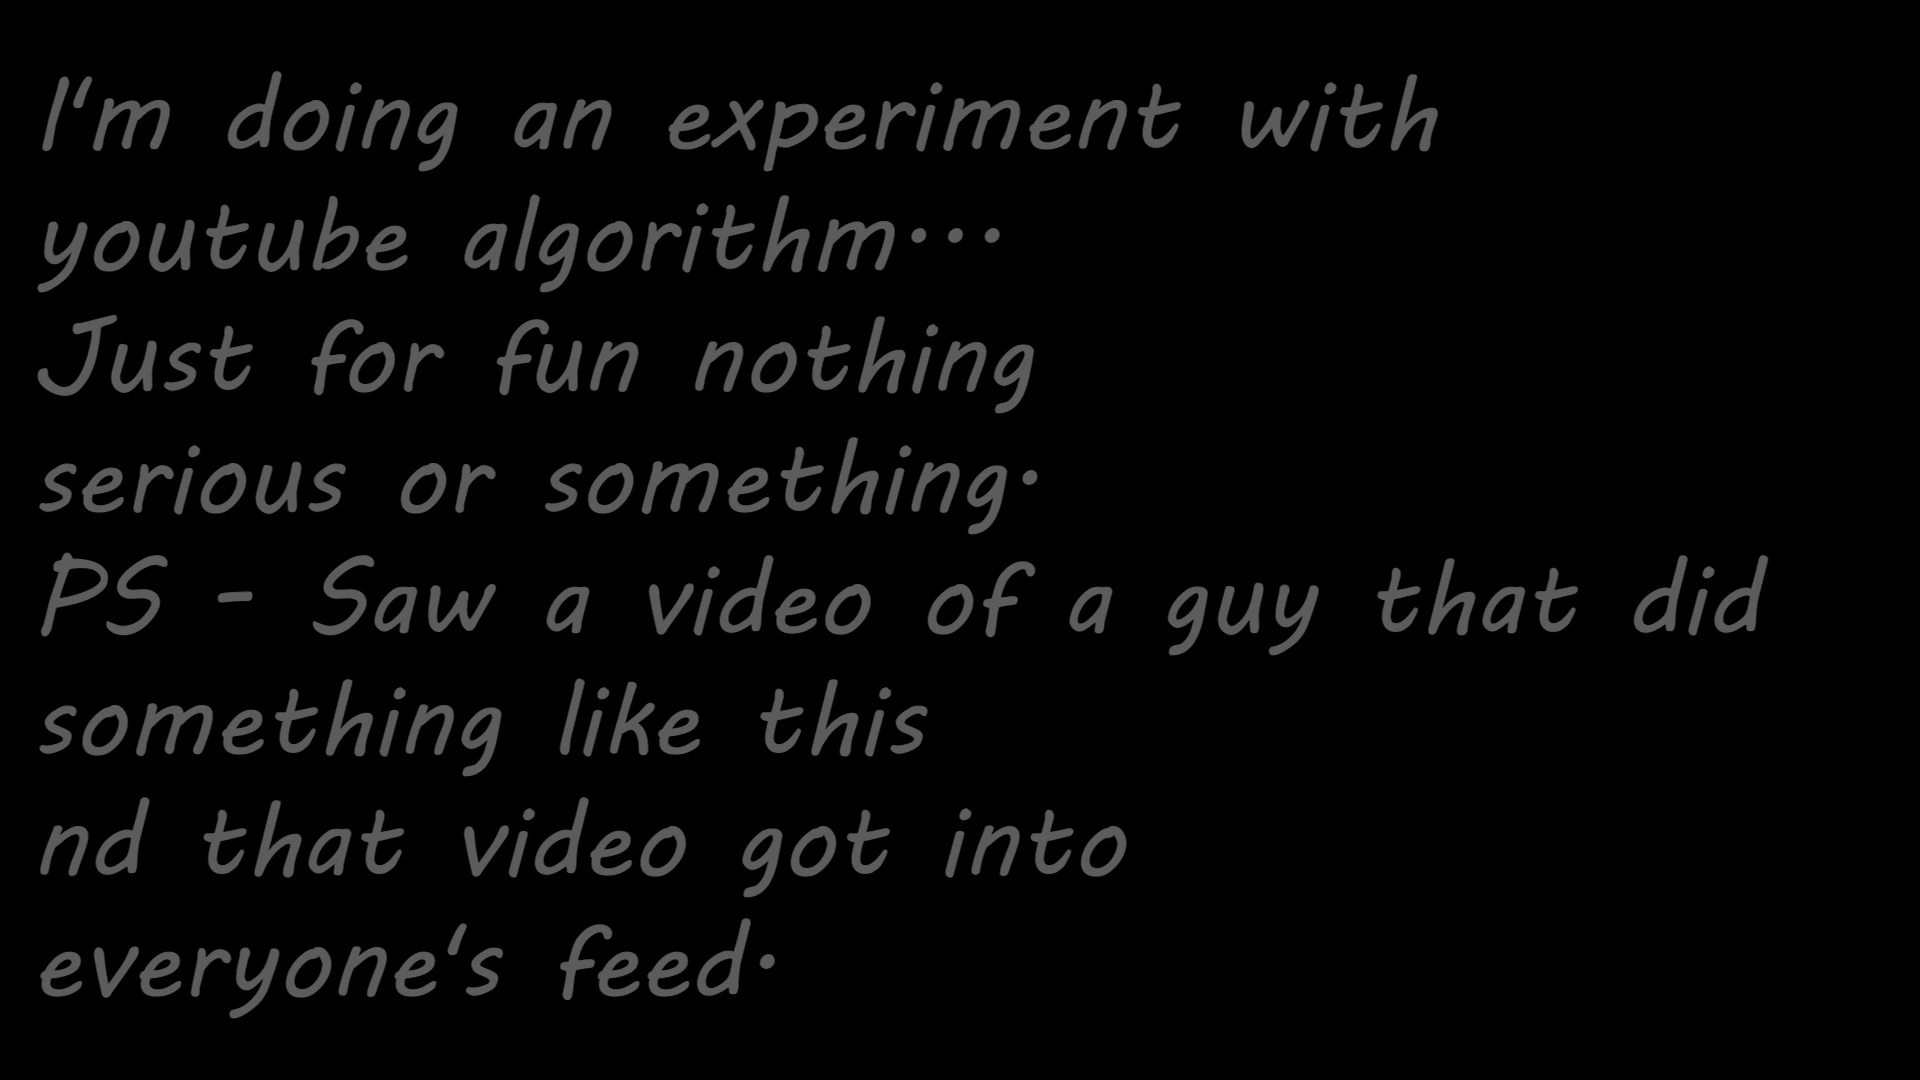 I'm doing an experiment with
youtube algorithm...
Just for fun nothing
serious or something.
PS - Saw a video of a guy that did
something like this
nd that video got into
everyone's feed.